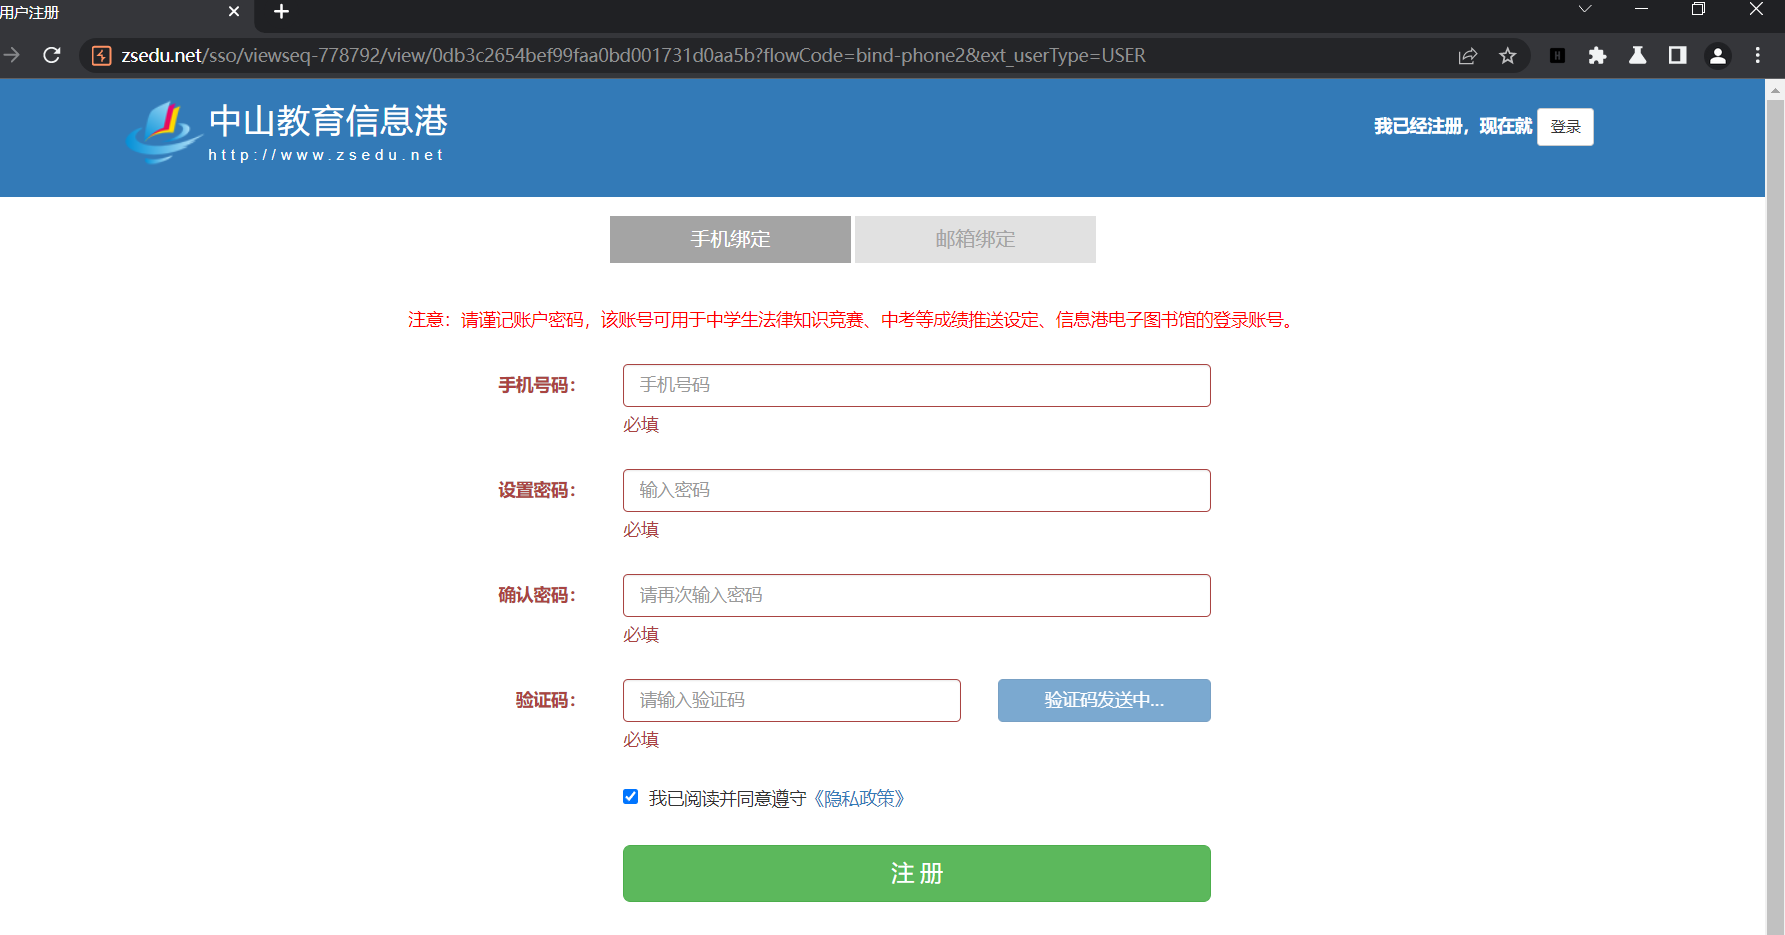 用户注册
zsedu.net/sso/viewseq-778792/view/0db3c2654bef99faa0bd001731d0aa5b?flowCode=bind-phone2&ext_userType=USER
中山教育信息港
http://www.zsedu.net
我已经注册，现在就 登录
手机绑定 邮箱绑定
注意：请谨记账户密码，该账号可用于中学生法律知识竞赛、中考等成绩推送设定、信息港电子图书馆的登录账号。
手机号码： 手机号码
必填
设置密码： 输入密码
必填
确认密码： 请再次输入密码
必填
验证码： 请输入验证码 验证码发送中...
必填
我已阅读并同意遵守《隐私政策》
注 册